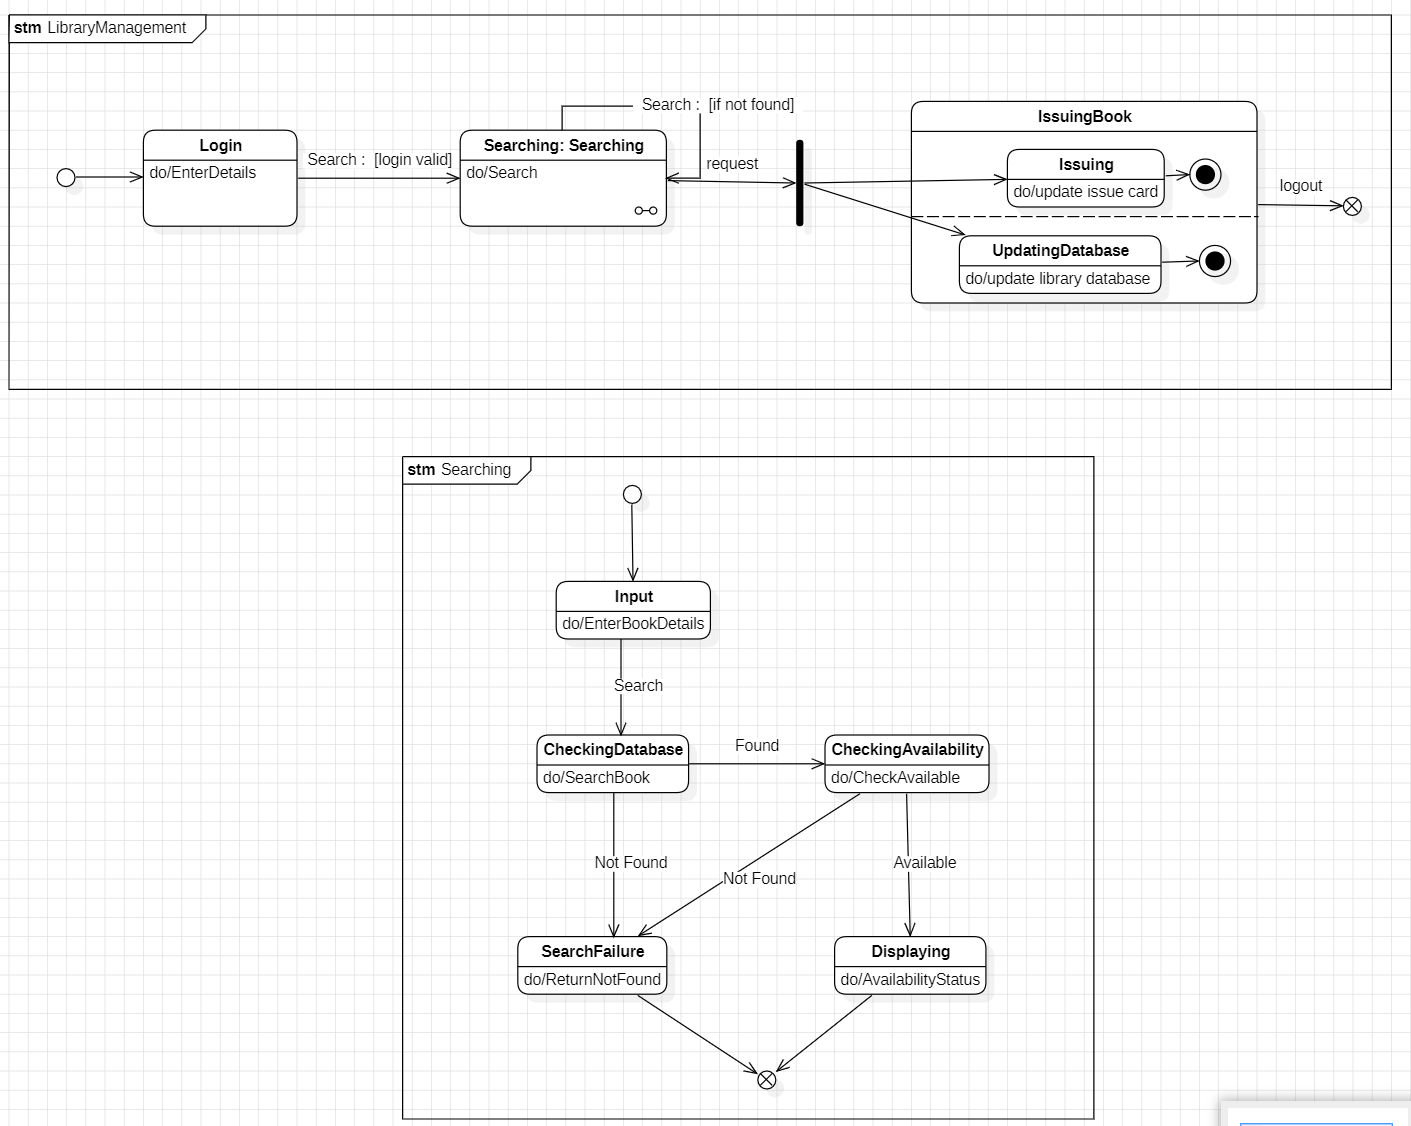 stm LibraryManagement
Search : [if not found]
Login
do/EnterDetails
Search : [login valid]
Searching: Searching
do/Search
request
IssuingBook
Issuing
do/update issue card
UpdatingDatabase
do/update library database
logout
stm Searching
Input
do/EnterBookDetails
Search
CheckingDatabase
do/SearchBook
Found
CheckingAvailability
do/CheckAvailable
Not Found
Not Found
Available
SearchFailure
do/ReturnNotFound
Displaying
do/AvailabilityStatus